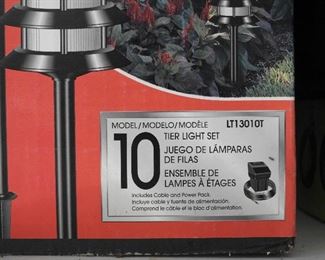 MODEL/MODELO/MODÈLE LT13010T
10 TIER LIGHT SET
JUEGO DE LÁMPARAS
DE FILAS
ENSEMBLE DE
LAMPES À ÉTAGES
Includes Cable and Power Pack.
Incluye cable y fuente de alimentación.
Comprend le câble et le bloc d'alimentation.